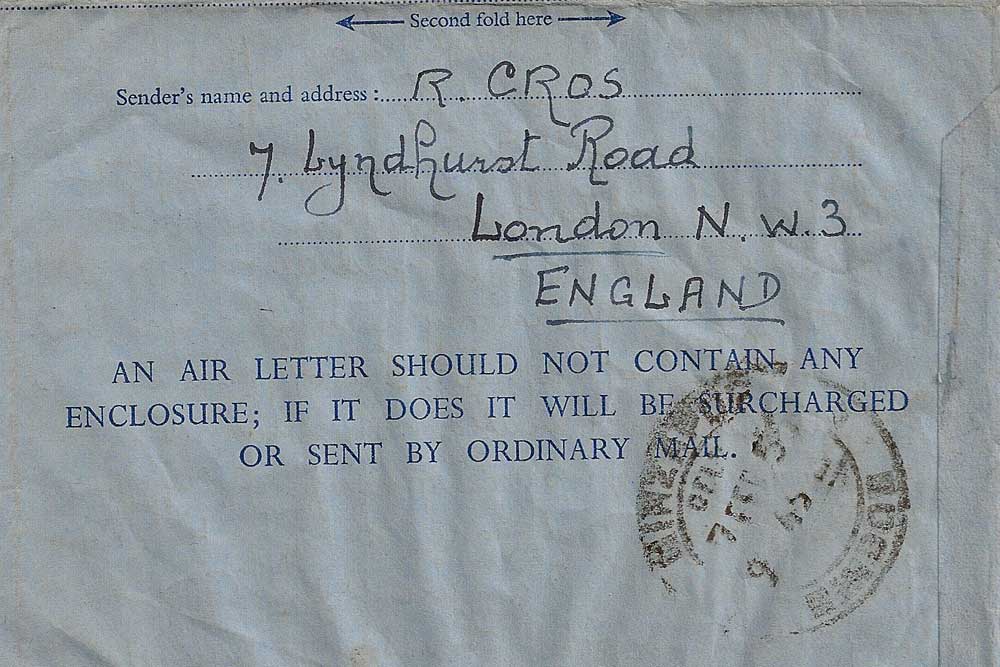 Second fold here
Sender's name and address: R. CROS
7. Lyndhurst Road
London N.W.3
ENGLAND
AN AIR LETTER SHOULD NOT CONTAIN ANY
ENCLOSURE; IF IT DOES IT WILL BE SURCHARGED
OR SENT BY ORDINARY MAIL.